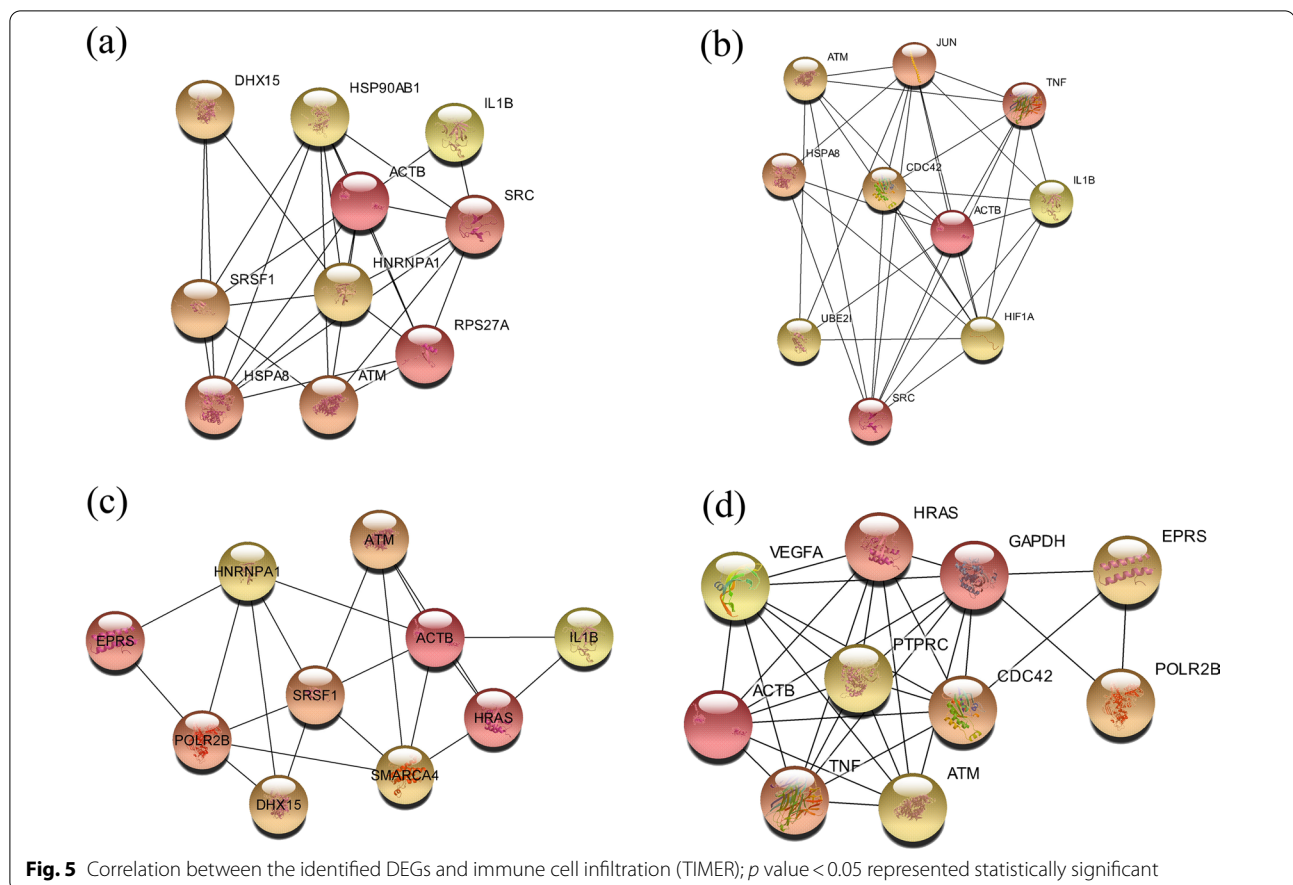 (a)
DHX15
HSP90AB1
IL1B
ACTB
SRC
HNRNPA1
SRSF1
RPS27A
HSPA8
ATM
(b)
JUN
ATM
TNF
HSPA8
CDC42
IL1B
ACTB
UBE2I
HIF1A
SRC
(c)
ATM
HNRNPA1
EPRS
ACTB
IL1B
SRSF1
HRAS
POLR2B
SMARCA4
DHX15
(d)
HRAS
GAPDH
EPRS
VEGFA
PTPRC
CDC42
POLR2B
ACTB
TNF
ATM
Fig. 5 Correlation between the identified DEGs and immune cell infiltration (TIMER); p value < 0.05 represented statistically significant